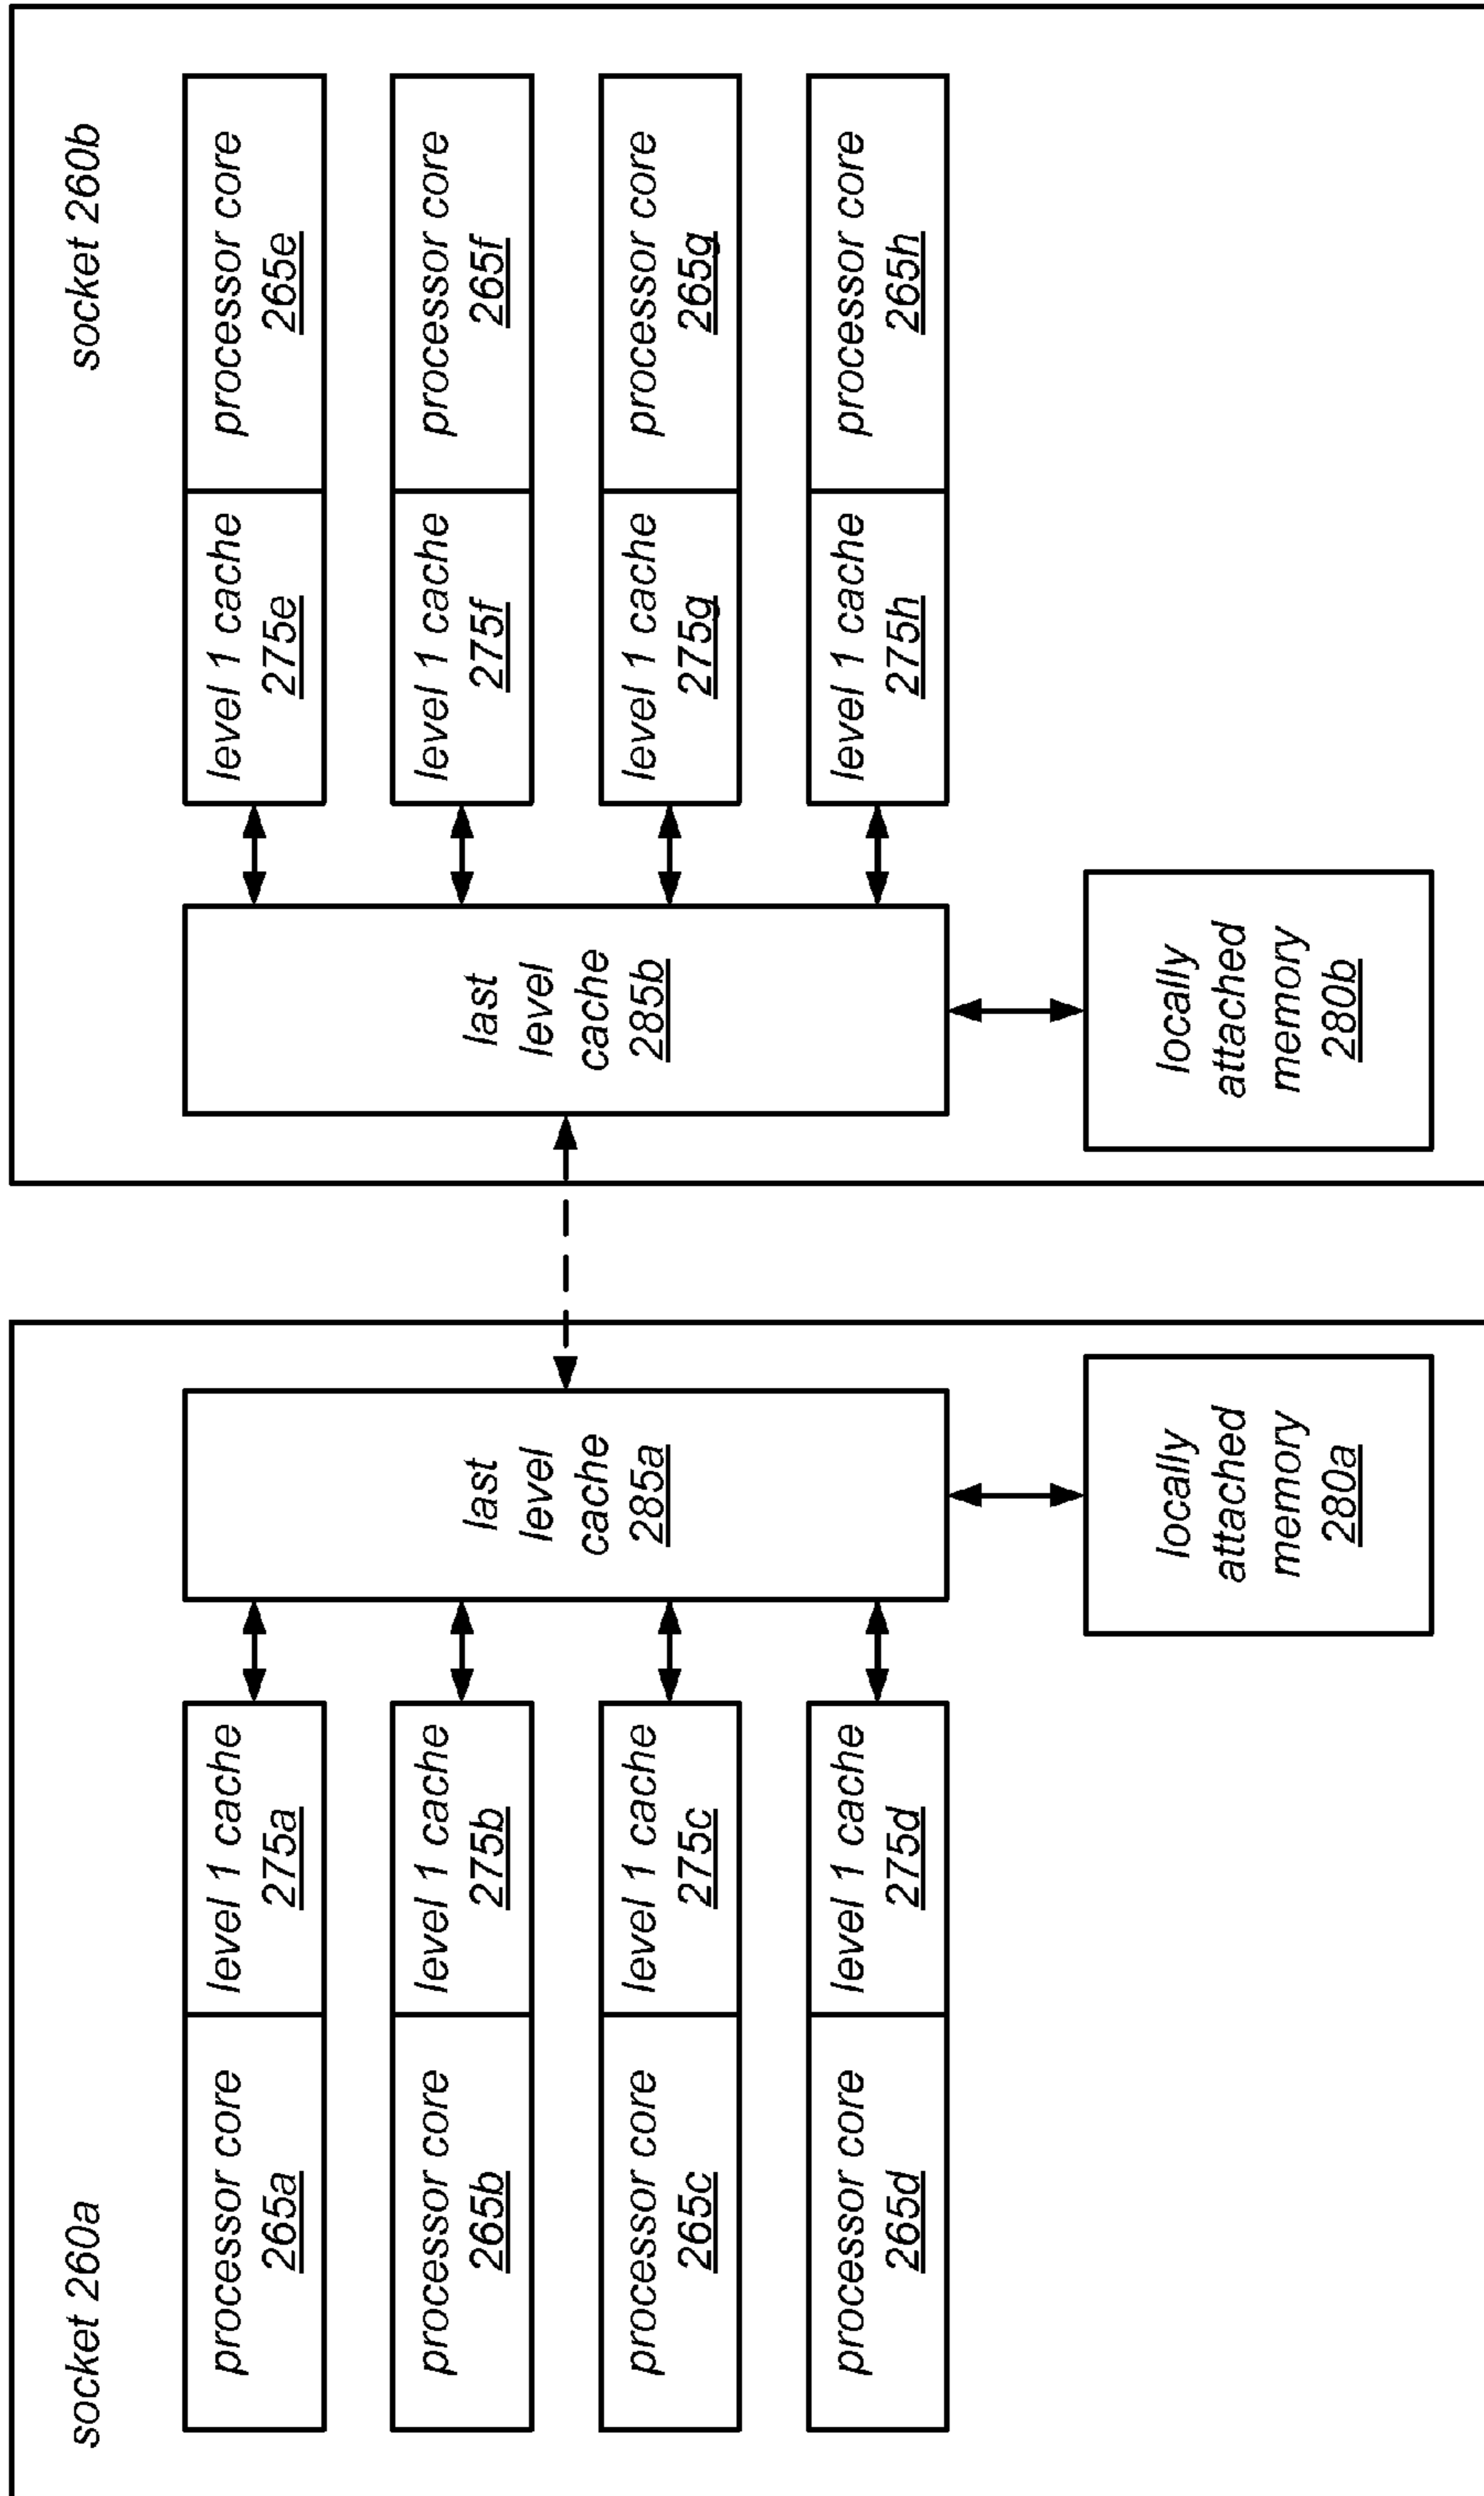 socket 260a
processor core
265a
level 1 cache
275a
processor core
265b
level 1 cache
275b
processor core
265c
level 1 cache
275c
processor core
265d
level 1 cache
275d
last
level
cache
285a
locally
attached
memory
280a
socket 260b
last
level
cache
285b
level 1 cache
275e
processor core
265e
level 1 cache
275f
processor core
265f
level 1 cache
275g
processor core
265g
level 1 cache
275h
processor core
265h
locally
attached
memory
280b